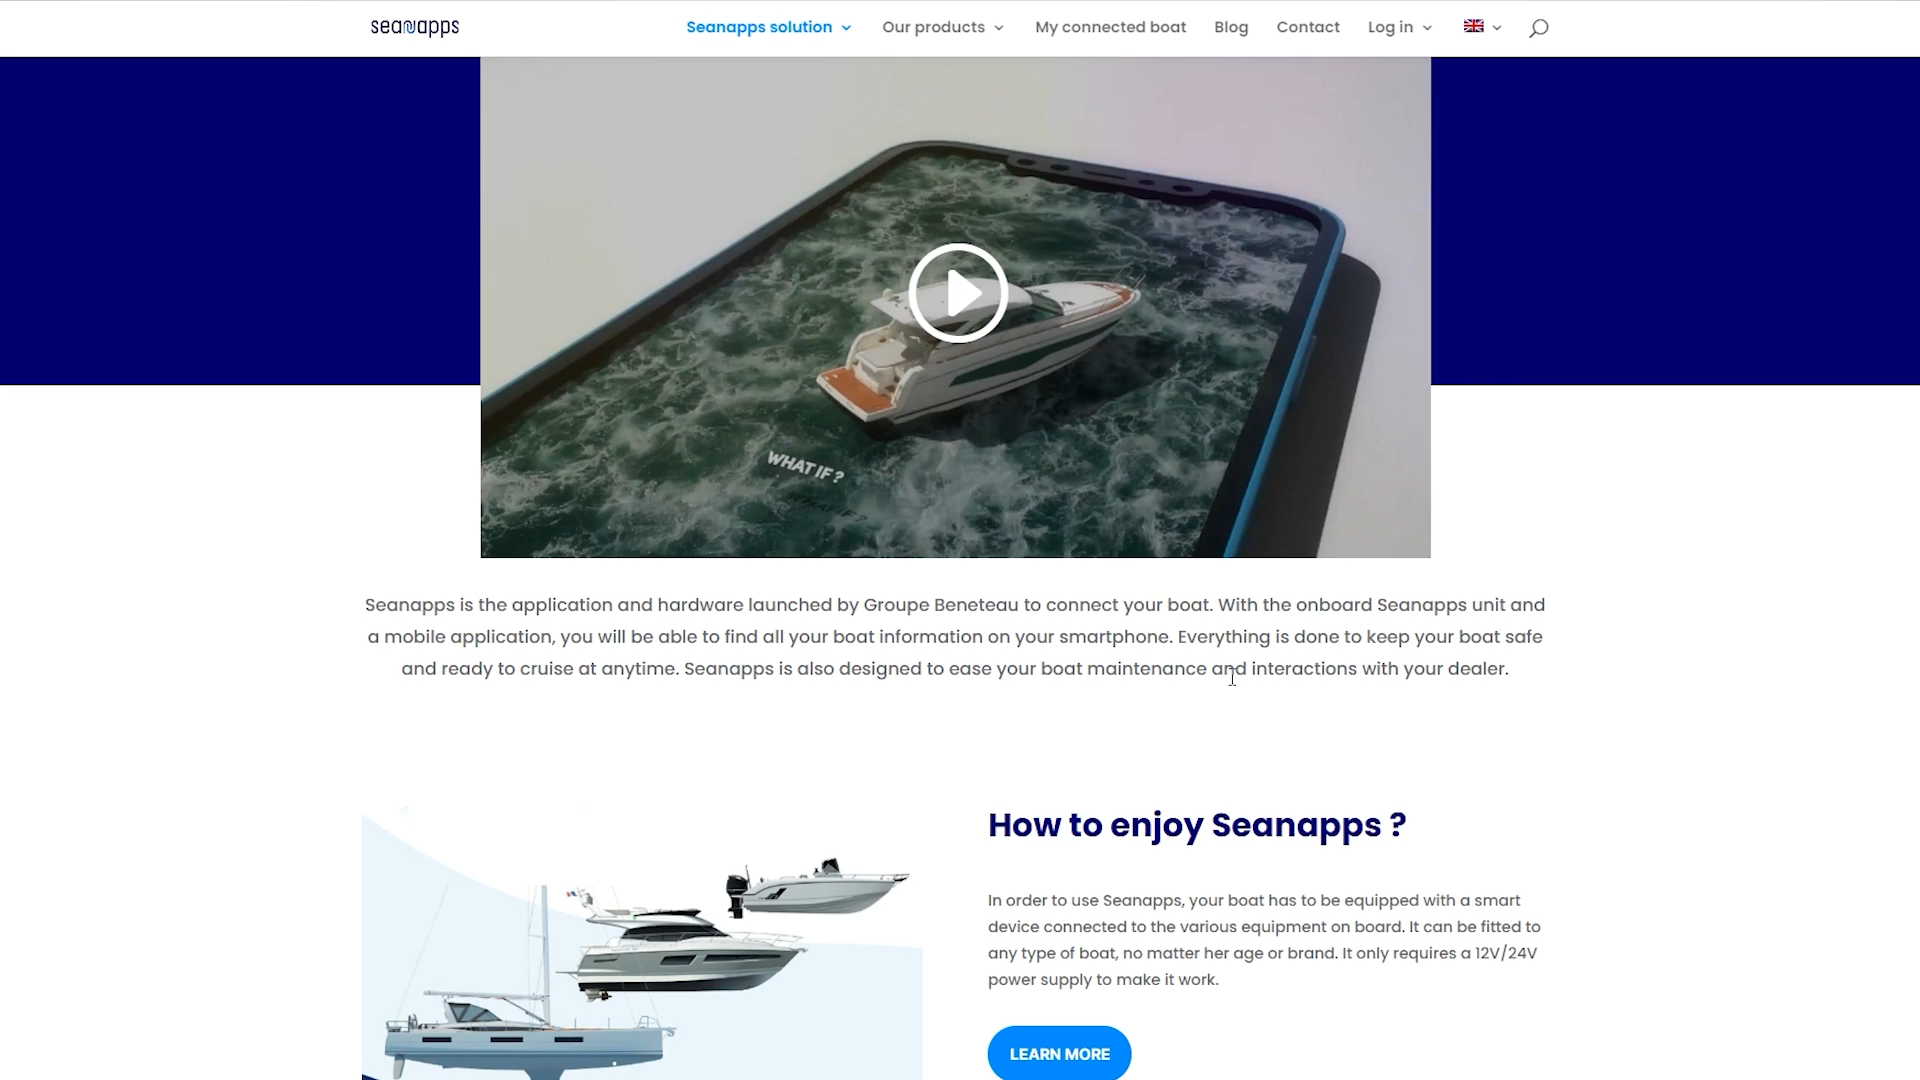 seanapps
Seanapps solution Our products My connected boat Blog Contact Log in
WHAT IF ?
Seanapps is the application and hardware launched by Groupe Beneteau to connect your boat. With the onboard Seanapps unit and
a mobile application, you will be able to find all your boat information on your smartphone. Everything is done to keep your boat safe
and ready to cruise at anytime. Seanapps is also designed to ease your boat maintenance and interactions with your dealer.
How to enjoy Seanapps ?
In order to use Seanapps, your boat has to be equipped with a smart
device connected to the various equipment on board. It can be fitted to
any type of boat, no matter her age or brand. It only requires a 12V/24V
power supply to make it work.
LEARN MORE